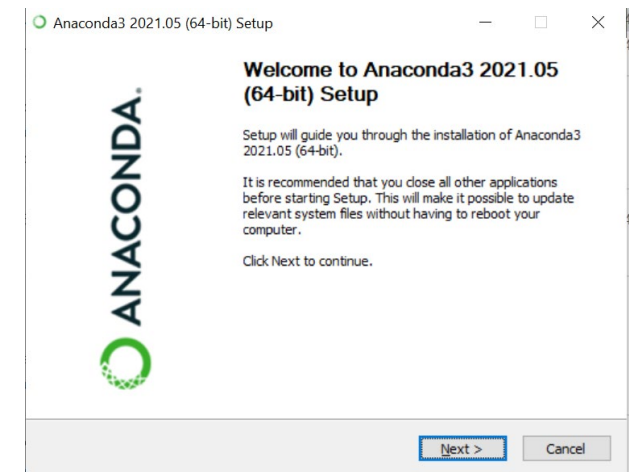 Anaconda3 2021.05 (64-bit) Setup
Welcome to Anaconda3 2021.05
(64-bit) Setup
Setup will guide you through the installation of Anaconda3
2021.05 (64-bit).
It is recommended that you close all other applications
before starting Setup. This will make it possible to update
relevant system files without having to reboot your
computer.
Click Next to continue.
ANACONDA.
Next >
Cancel